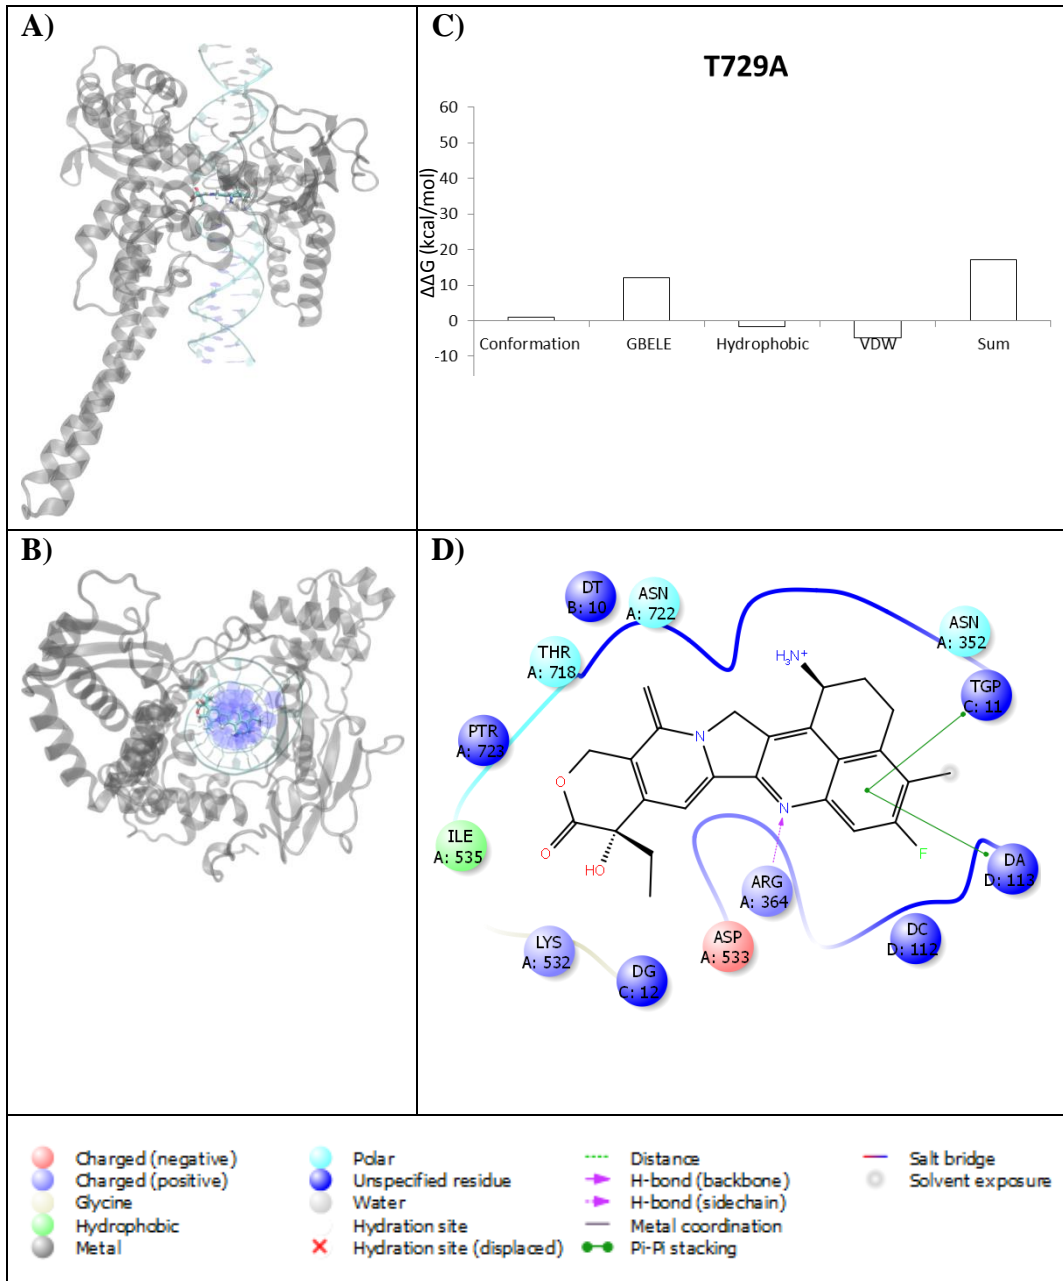 A)
C)
T729A
ΔΔG (kcal/mol)
60
50
40
30
20
10
0
-10
Conformation GBELE Hydrophobic VDW Sum
B)
D)
DT
B: 10
ASN
A: 722
ASN
A: 352
THR
A: 718
H₃N⁺
TGP
C: 11
PTR
A: 723
N
O
N
ILE
A: 535
O
HO
F
ARG
A: 364
DA
D: 113
LYS
A: 532
ASP
A: 533
DC
D: 112
DG
C: 12
Charged (negative)
Charged (positive)
Glycine
Hydrophobic
Metal
Polar
Unspecified residue
Water
Hydration site
Hydration site (displaced)
Distance
H-bond (backbone)
H-bond (sidechain)
Metal coordination
Pi-Pi stacking
Salt bridge
Solvent exposure